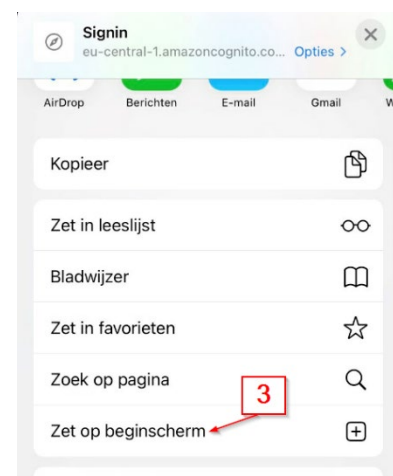 Signin
eu-central-1.amazoncognito.co... Opties >
AirDrop Berichten E-mail Gmail W
Kopieer
Zet in leeslijst
Bladwijzer
Zet in favorieten
Zoek op pagina
3
Zet op beginscherm